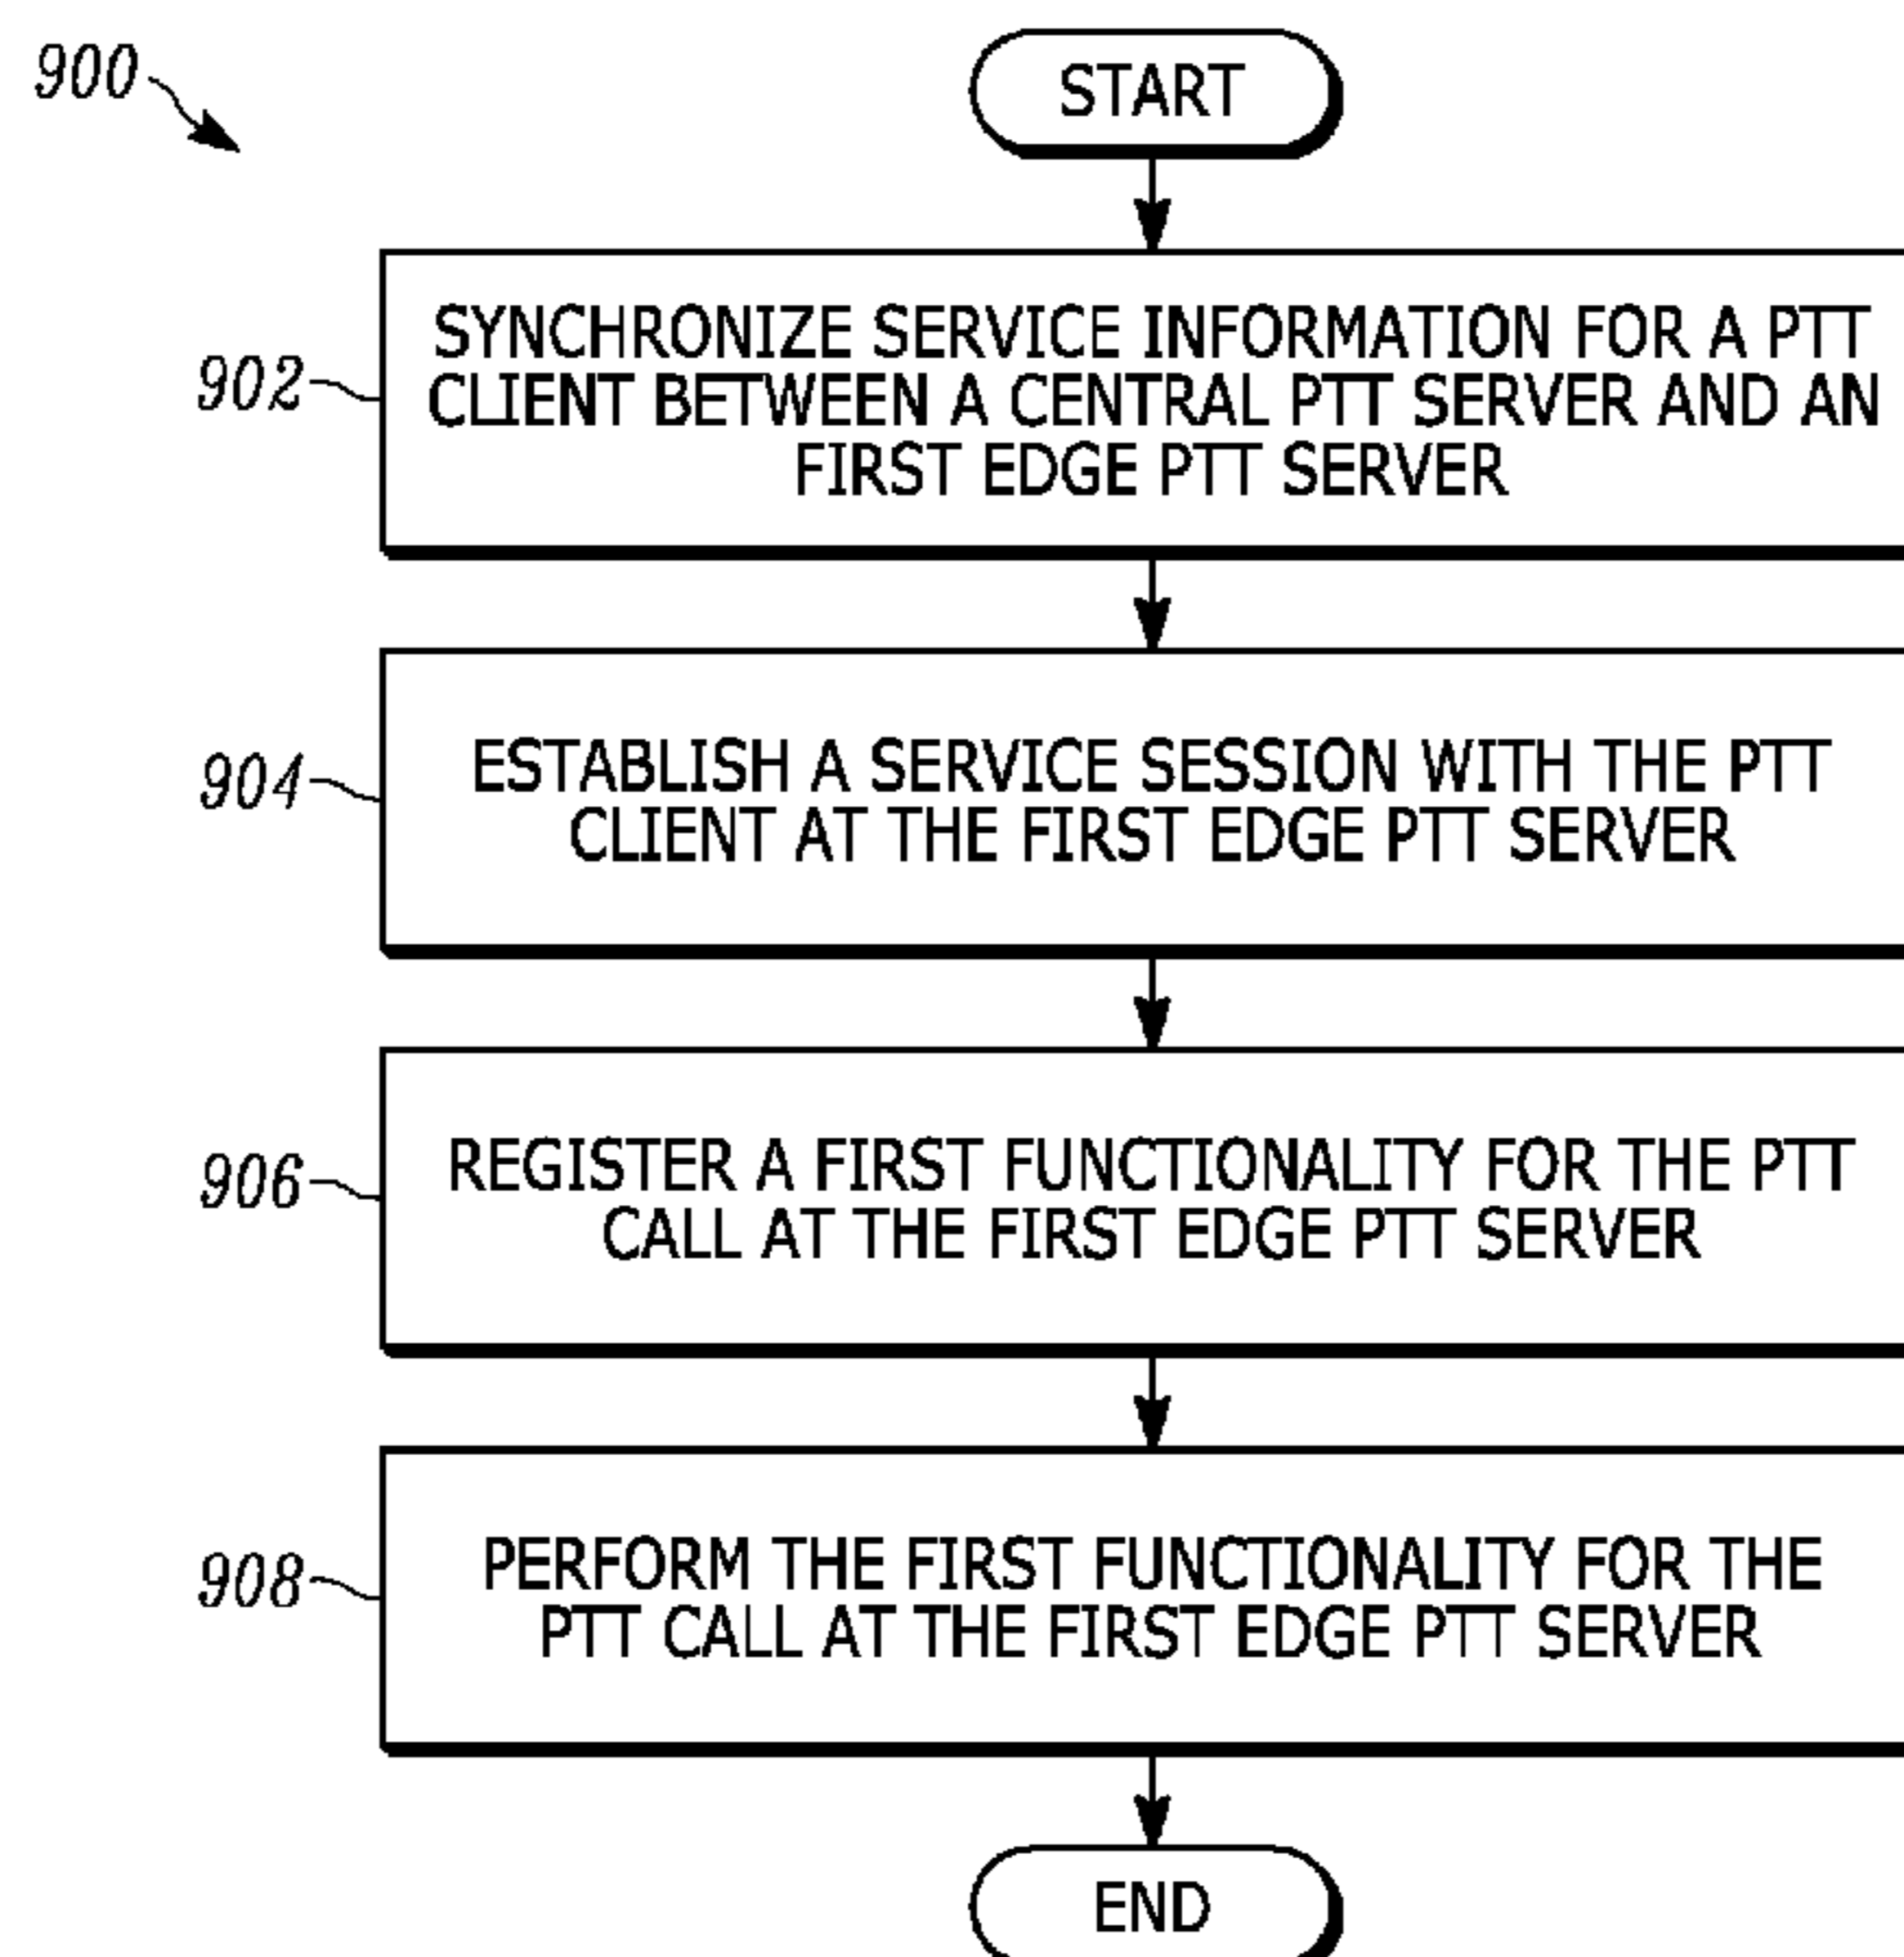 900
START
902
SYNCHRONIZE SERVICE INFORMATION FOR A PTT
CLIENT BETWEEN A CENTRAL PTT SERVER AND AN
FIRST EDGE PTT SERVER
904
ESTABLISH A SERVICE SESSION WITH THE PTT
CLIENT AT THE FIRST EDGE PTT SERVER
906
REGISTER A FIRST FUNCTIONALITY FOR THE PTT
CALL AT THE FIRST EDGE PTT SERVER
908
PERFORM THE FIRST FUNCTIONALITY FOR THE
PTT CALL AT THE FIRST EDGE PTT SERVER
END